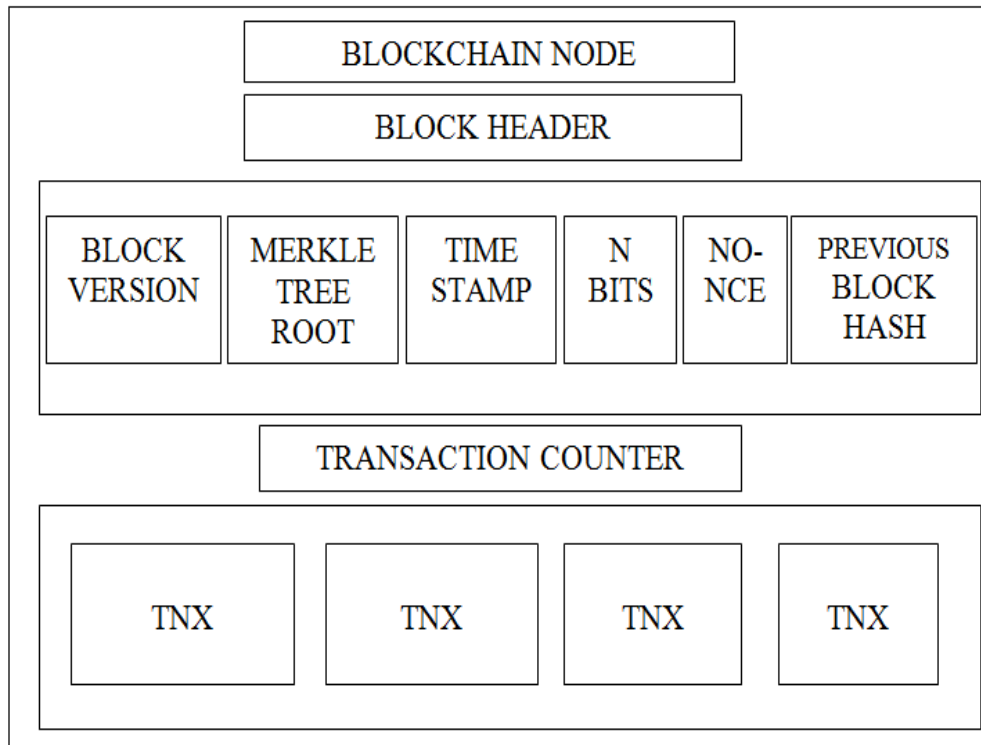 BLOCKCHAIN NODE
BLOCK HEADER
BLOCK
VERSION
MERKLE
TREE
ROOT
TIME
STAMP
N
BITS
NO-
NCE
PREVIOUS
BLOCK
HASH
TRANSACTION COUNTER
TNX
TNX
TNX
TNX